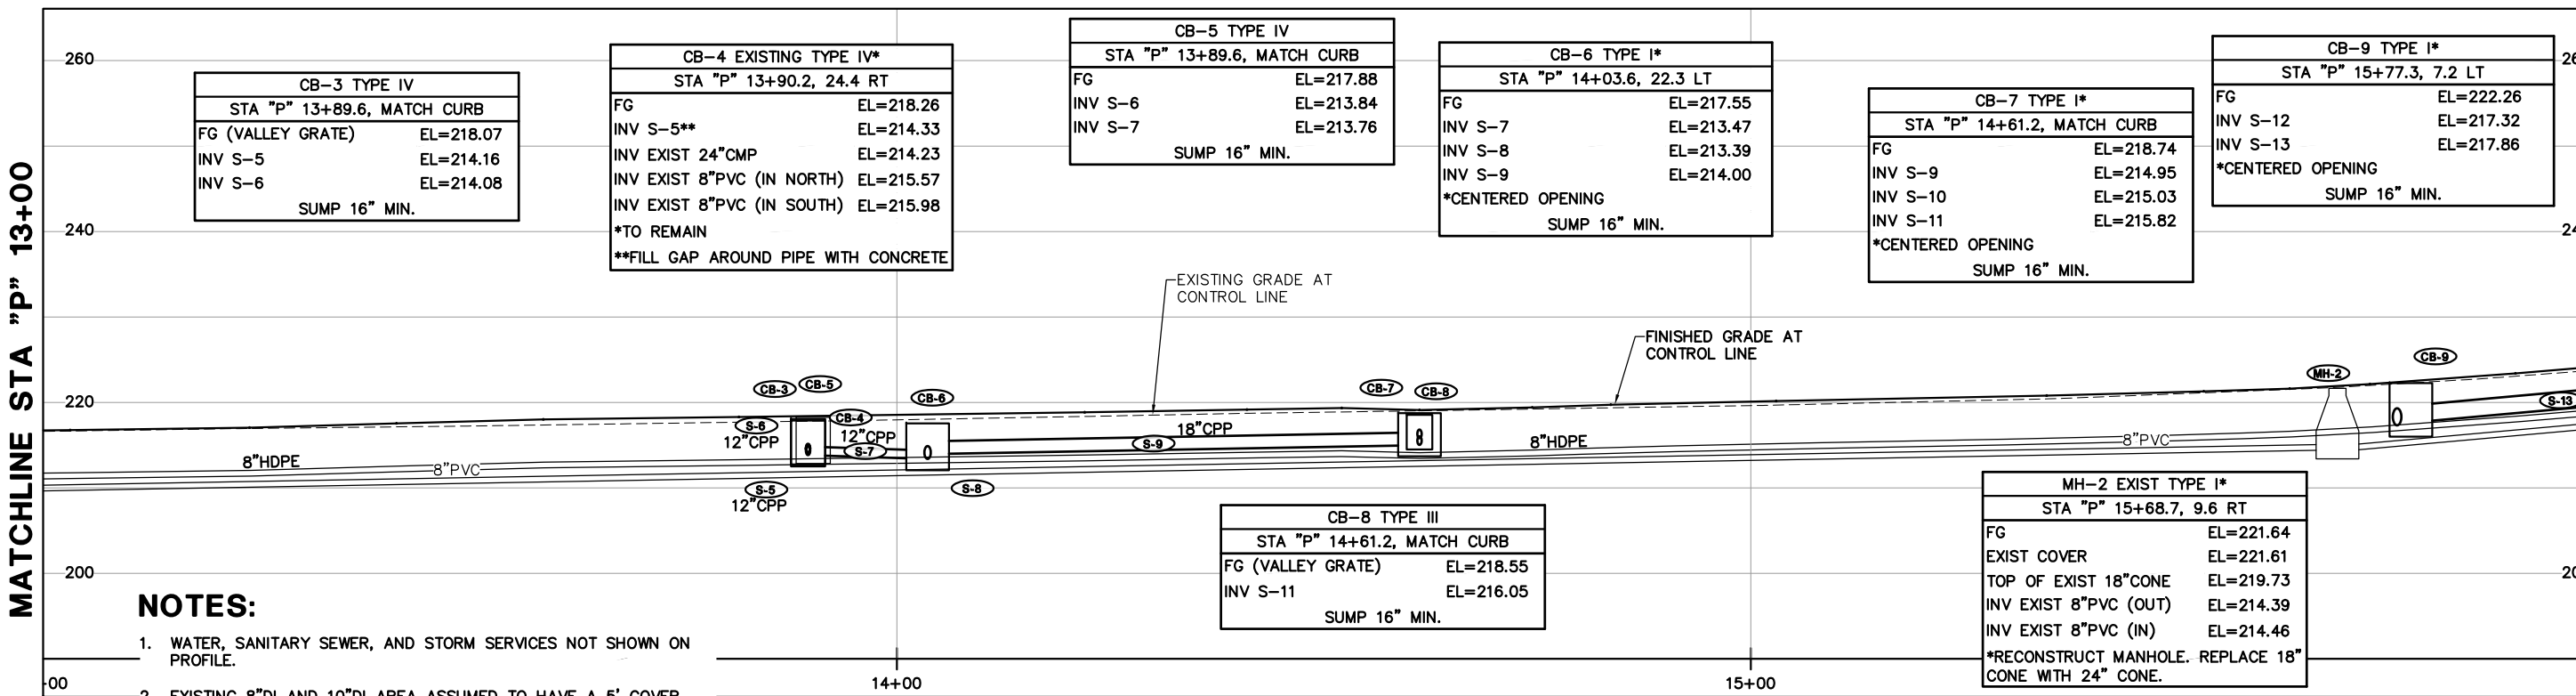 MATCHLINE STA "P" 13+00
260
240
220
200
CB-3 TYPE IV
STA "P" 13+89.6, MATCH CURB
FG (VALLEY GRATE) EL=218.07
INV S-5 EL=214.16
INV S-6 EL=214.08
SUMP 16" MIN.
CB-4 EXISTING TYPE IV*
STA "P" 13+90.2, 24.4 RT
FG EL=218.26
INV S-5** EL=214.33
INV EXIST 24"CMP EL=214.23
INV EXIST 8"PVC (IN NORTH) EL=215.57
INV EXIST 8"PVC (IN SOUTH) EL=215.98
*TO REMAIN
**FILL GAP AROUND PIPE WITH CONCRETE
CB-5 TYPE IV
STA "P" 13+89.6, MATCH CURB
FG EL=217.88
INV S-6 EL=213.84
INV S-7 EL=213.76
SUMP 16" MIN.
CB-6 TYPE I*
STA "P" 14+03.6, 22.3 LT
FG EL=217.55
INV S-7 EL=213.47
INV S-8 EL=213.39
INV S-9 EL=214.00
*CENTERED OPENING
SUMP 16" MIN.
CB-7 TYPE I*
STA "P" 14+61.2, MATCH CURB
FG EL=218.74
INV S-9 EL=214.95
INV S-10 EL=215.03
INV S-11 EL=215.82
*CENTERED OPENING
SUMP 16" MIN.
CB-9 TYPE I*
STA "P" 15+77.3, 7.2 LT
FG EL=222.26
INV S-12 EL=217.32
INV S-13 EL=217.86
*CENTERED OPENING
SUMP 16" MIN.
EXISTING GRADE AT
CONTROL LINE
FINISHED GRADE AT
CONTROL LINE
CB-3
CB-5
CB-4
CB-6
CB-7
CB-8
MH-2
CB-9
S-13
S-6
12"CPP
12"CPP
S-7
S-9
18"CPP
8"HDPE
8"PVC
8"HDPE
8"PVC
S-5
12"CPP
S-8
CB-8 TYPE III
STA "P" 14+61.2, MATCH CURB
FG (VALLEY GRATE) EL=218.55
INV S-11 EL=216.05
SUMP 16" MIN.
MH-2 EXIST TYPE I*
STA "P" 15+68.7, 9.6 RT
FG EL=221.64
EXIST COVER EL=221.61
TOP OF EXIST 18"CONE EL=219.73
INV EXIST 8"PVC (OUT) EL=214.39
INV EXIST 8"PVC (IN) EL=214.46
*RECONSTRUCT MANHOLE. REPLACE 18"
CONE WITH 24" CONE.
NOTES:
1. WATER, SANITARY SEWER, AND STORM SERVICES NOT SHOWN ON
PROFILE.
2. EXISTING 8"DI AND 10"DI AREA ASSUMED TO HAVE A 5' COVER
+00
14+00
15+00